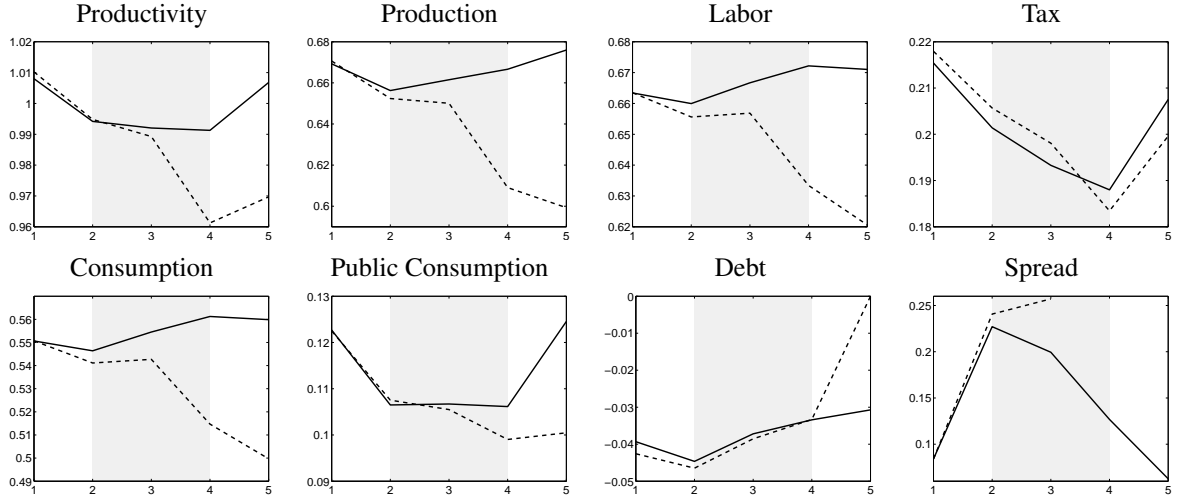 Productivity Production Labor Tax
1.02 0.68 0.68 0.22
1.01 0.66 0.67 0.21
1 0.64 0.66 0.2
0.99 0.62 0.65 0.19
0.98 0.6 0.64 0.18
0.97 0.63
0.96 0.62
1 2 3 4 5 1 2 3 4 5 1 2 3 4 5 1 2 3 4 5
Consumption Public Consumption Debt Spread
0.56 0.13 0 0.25
0.55 0.12 −0.01 0.2
0.54 0.11 −0.02 0.15
0.53 0.1 −0.03 0.1
0.52 0.09 −0.04
0.51 −0.05
0.5
0.49
1 2 3 4 5 1 2 3 4 5 1 2 3 4 5 1 2 3 4 5